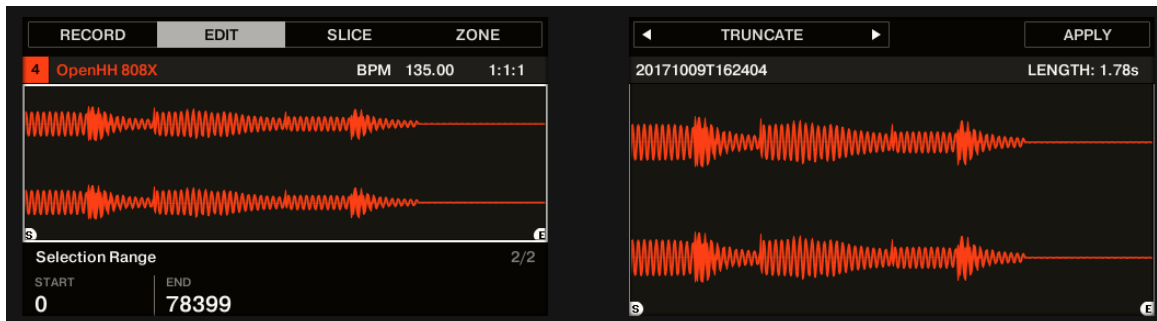 RECORD EDIT SLICE ZONE
4 OpenHH 808X BPM 135.00 1:1:1
S E
Selection Range 2/2
START END
0 78399
TRUNCATE APPLY
20171009T162404 LENGTH: 1.78s
S E